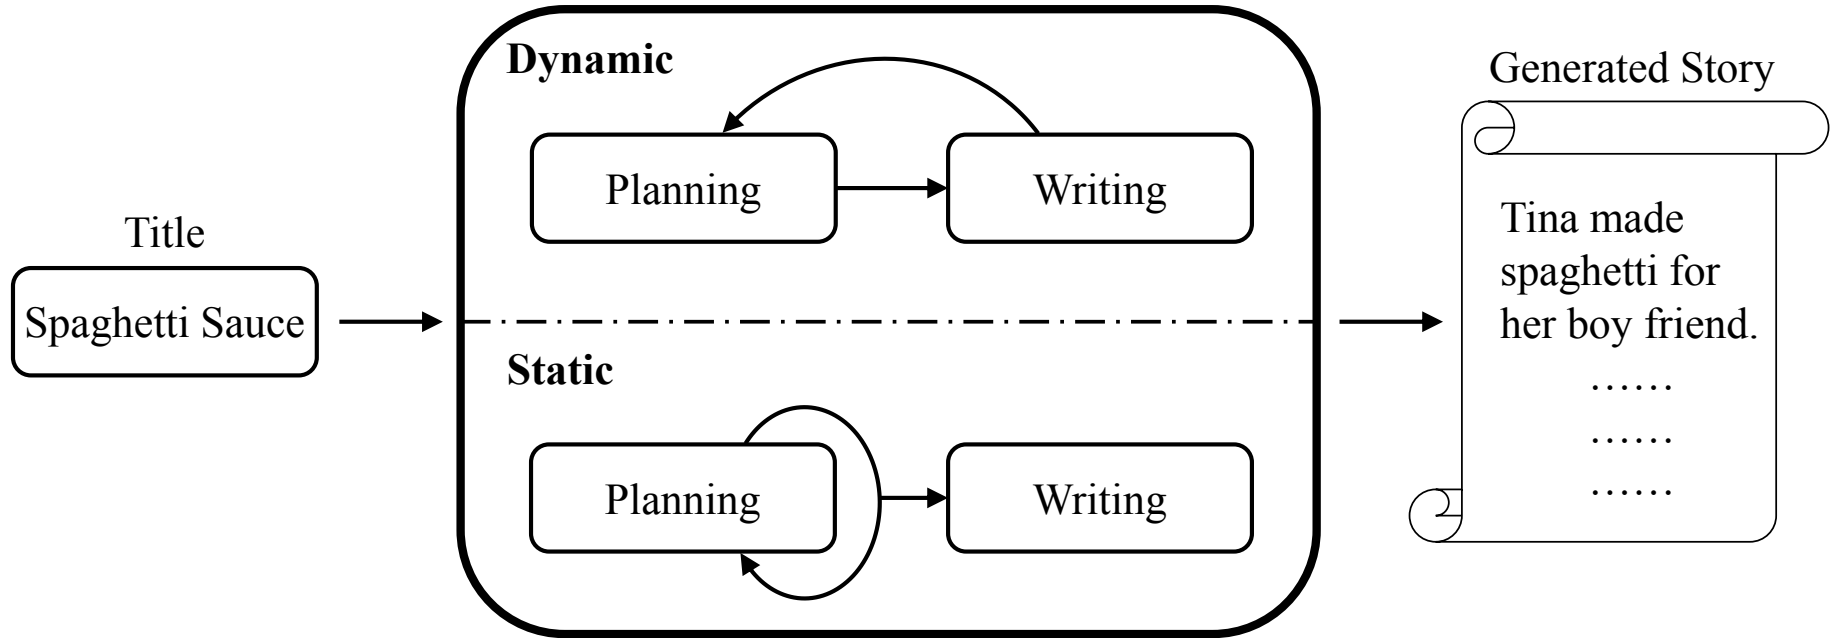 Title
Spaghetti Sauce
Dynamic
Planning
Writing
Static
Planning
Writing
Generated Story
Tina made
spaghetti for
her boy friend.
……
……
……